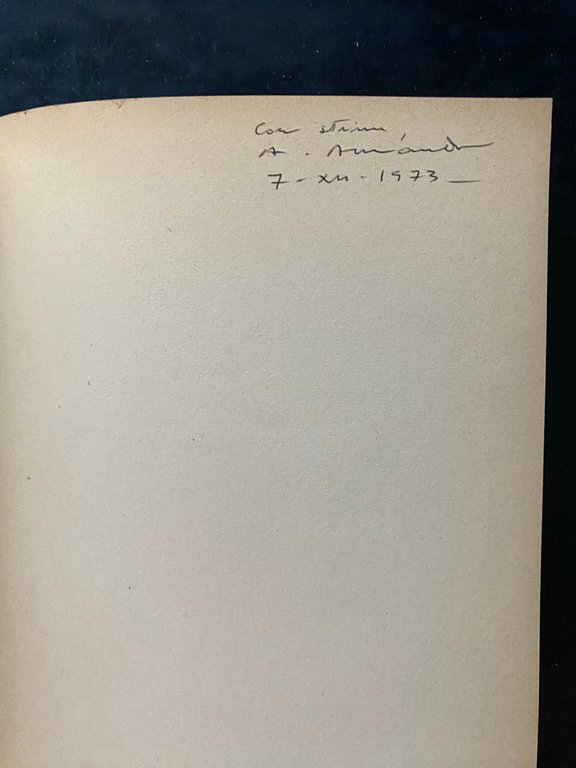 Con stima,
A.
7-XII-1973